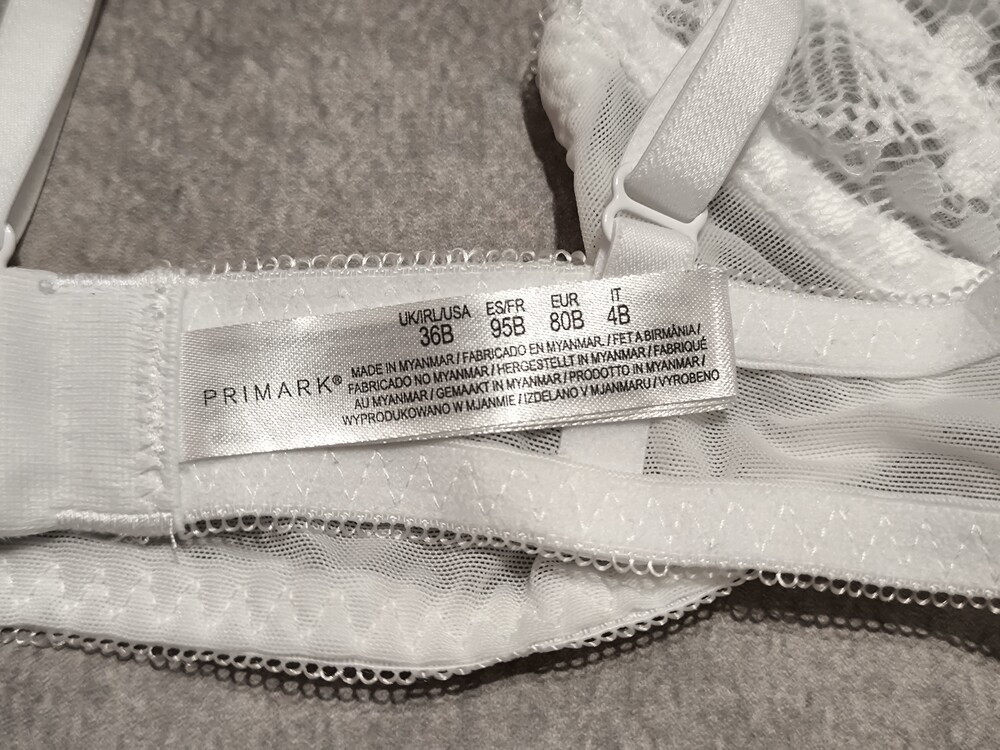 UK/IRL/USA ES/FR EUR IT
36B 95B 80B 4B
PRIMARK®
MADE IN MYANMAR / FABRICADO EN MYANMAR. / FET A BIRMÀNIA /
FABRICADO NO MYANMAR / HERGESTELLT IN MYANMAR / FABRIQUÉ
AU MYANMAR / GEMAAKT IN MYANMAR / PRODOTTO IN MYANMAR /
WYPRODUKOWANO W MJANMIE / IZDELANO V MJANMARU / VYROBENO